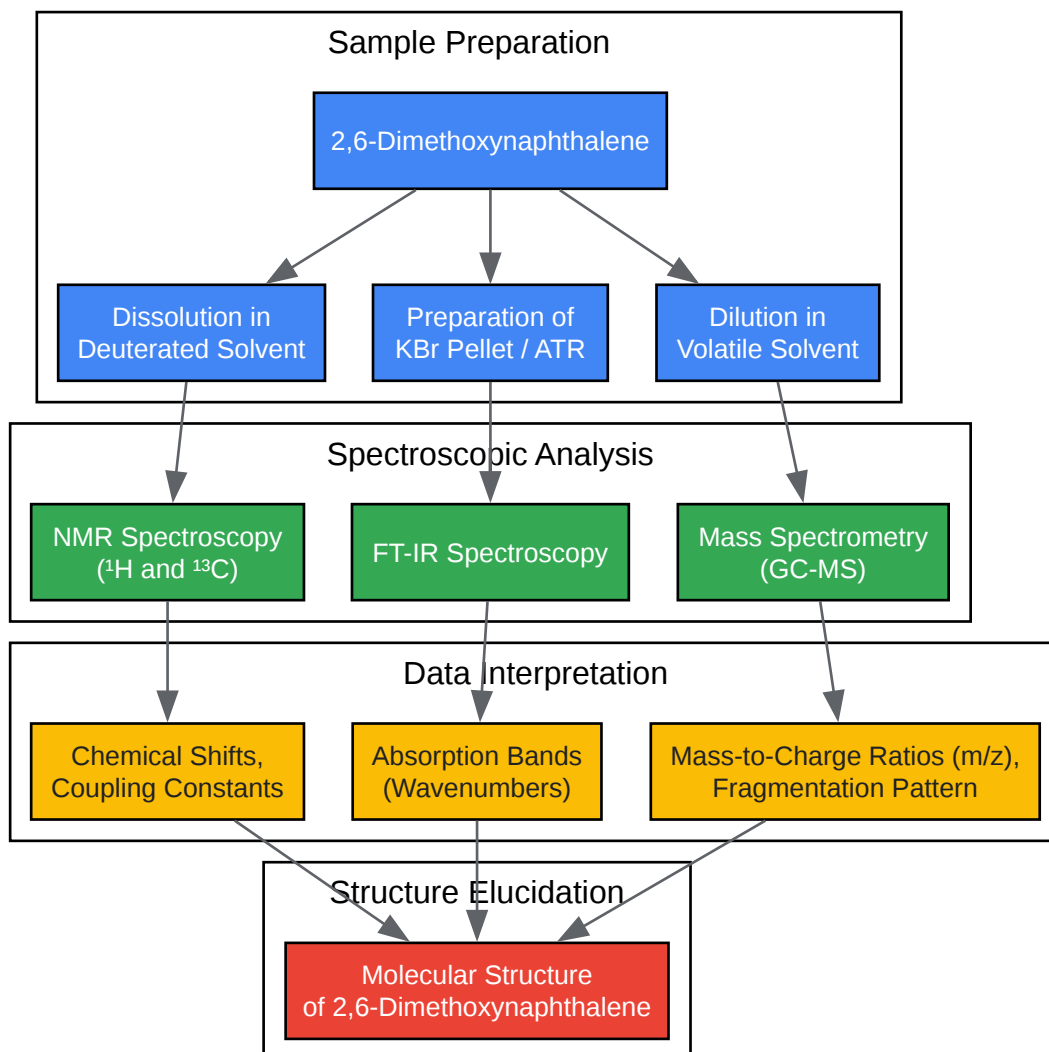 Sample Preparation
2,6-Dimethoxynaphthalene
Dissolution in
Deuterated Solvent
Preparation of
KBr Pellet / ATR
Dilution in
Volatile Solvent
Spectroscopic Analysis
NMR Spectroscopy
(¹H and ¹³C)
FT-IR Spectroscopy
Mass Spectrometry
(GC-MS)
Data Interpretation
Chemical Shifts,
Coupling Constants
Absorption Bands
(Wavenumbers)
Mass-to-Charge Ratios (m/z),
Fragmentation Pattern
Structure Elucidation
Molecular Structure
of 2,6-Dimethoxynaphthalene